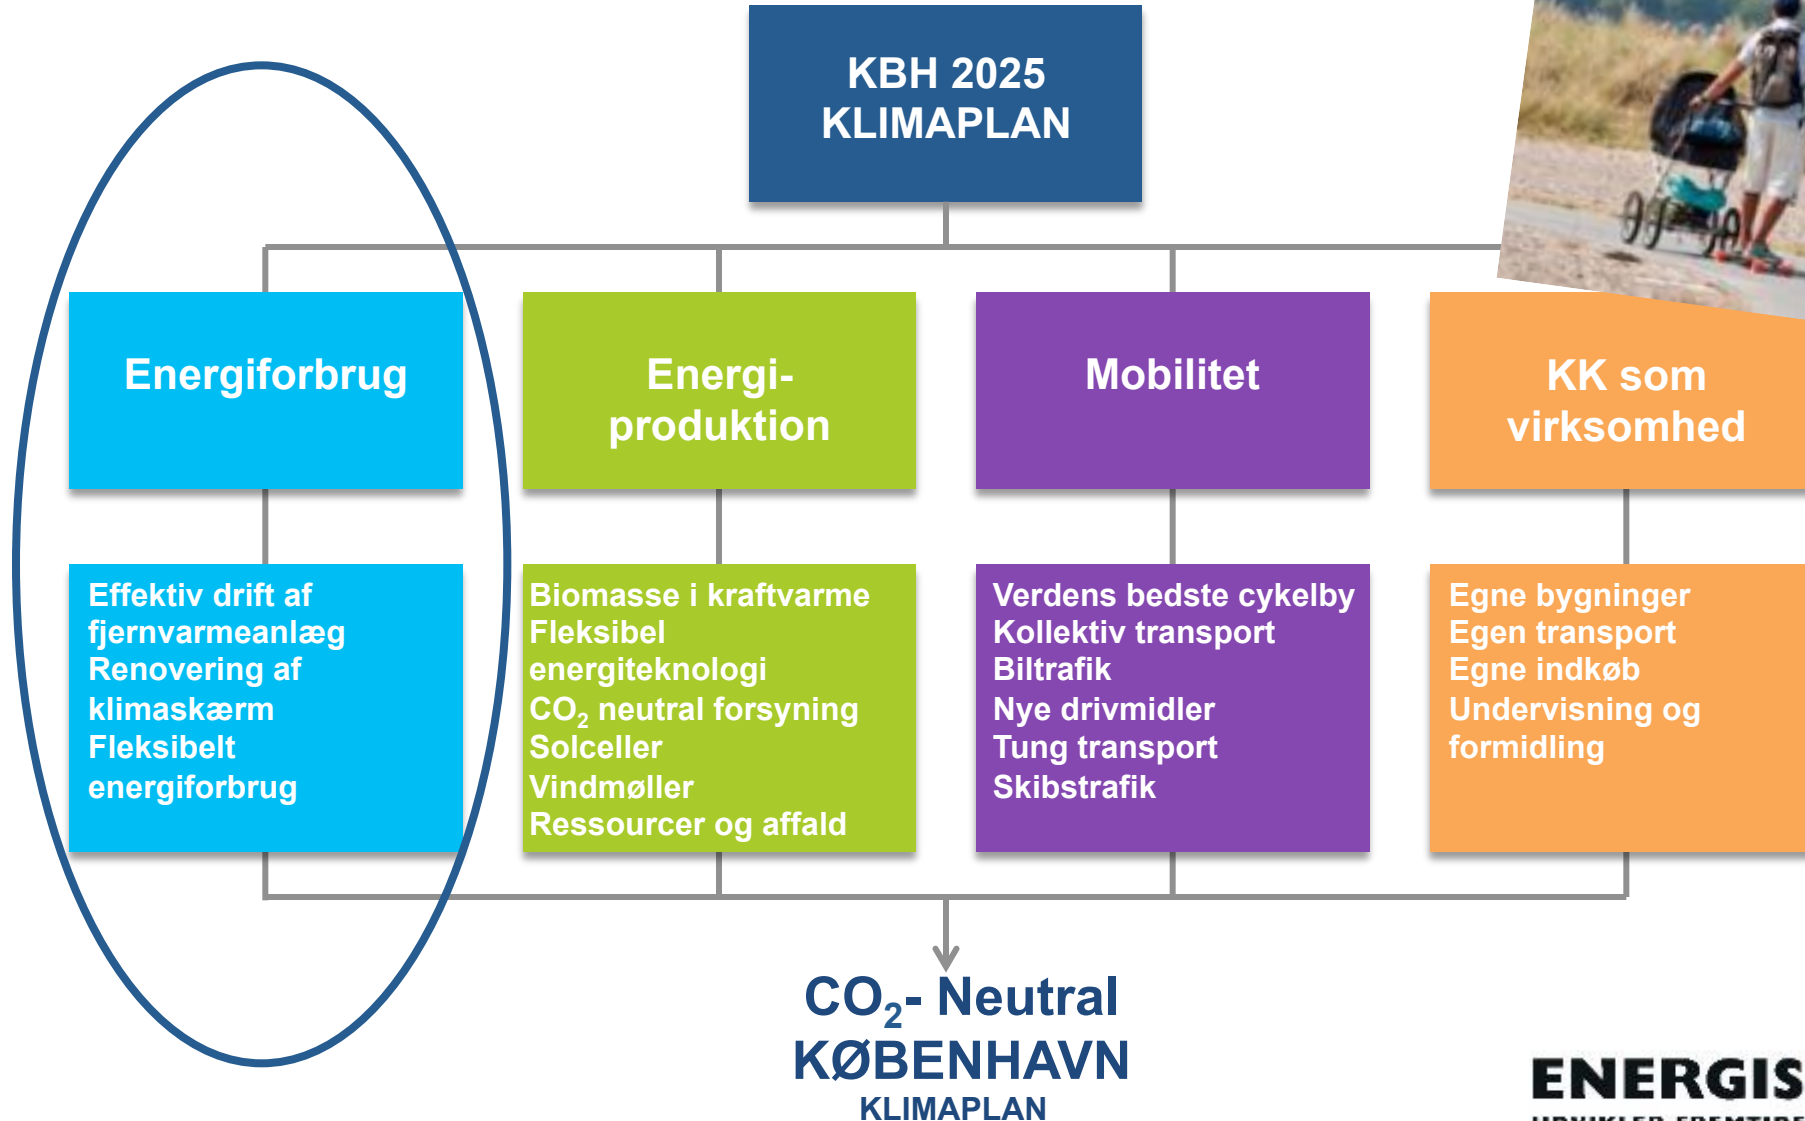 KBH 2025
KLIMAPLAN
Energiforbrug
Energi-
produktion
Mobilitet
KK som
virksomhed
Effektiv drift af
fjernvarmeanlæg
Renovering af
klimaskærm
Fleksibelt
energiforbrug
Biomasse i kraftvarme
Fleksibel
energiteknologi
CO₂ neutral forsyning
Solceller
Vindmøller
Ressourcer og affald
Verdens bedste cykelby
Kollektiv transport
Biltrafik
Nye drivmidler
Tung transport
Skibstrafik
Egne bygninger
Egen transport
Egne indkøb
Undervisning og
formidling
CO₂- Neutral
KØBENHAVN
KLIMAPLAN
ENERGIS